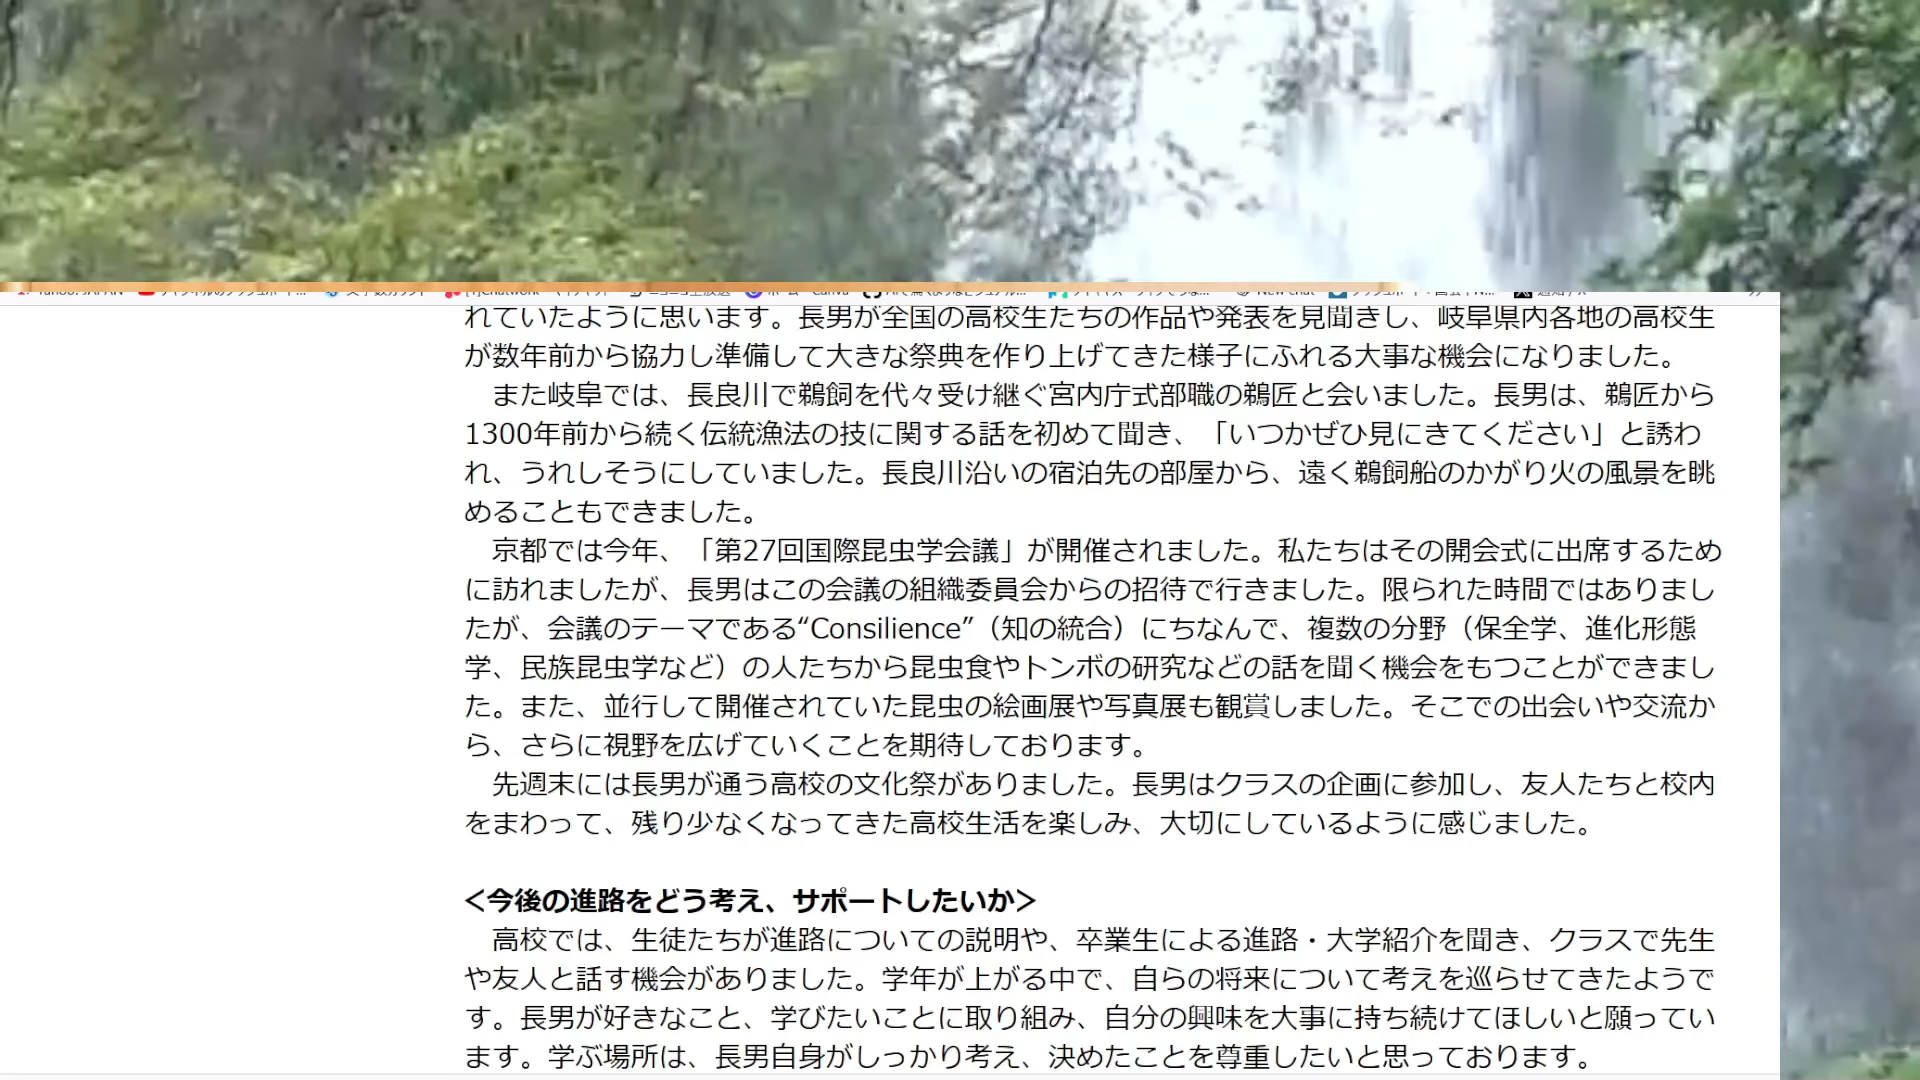 れていたように思います。長男が全国の高校生たちの作品や発表を見聞きし、岐阜県内各地の高校生
が数年前から協力し準備して大きな祭典を作り上げてきた様子にふれる大事な機会になりました。
また岐阜では、長良川で鵜飼を代々受け継ぐ宮内庁式部職の鵜匠と会いました。長男は、鵜匠から
1300年前から続く伝統漁法の技に関する話を初めて聞き、「いつかぜひ見にきてください」と誘わ
れ、うれしそうにしていました。長良川沿いの宿泊先の部屋から、遠く鵜飼船のかがり火の風景を眺
めることもできました。
京都では今年、「第27回国際昆虫学会議」が開催されました。私たちはその開会式に出席するため
に訪れましたが、長男はこの会議の組織委員会からの招待で行きました。限られた時間ではありまし
たが、会議のテーマである“Consilience”（知の統合）にちなんで、複数の分野（保全学、進化形態
学、民族昆虫学など）の人たちから昆虫食やトンボの研究などの話を聞く機会をもつことができまし
た。また、並行して開催されていた昆虫の絵画展や写真展も観賞しました。そこでの出会いや交流か
ら、さらに視野を広げていくことを期待しております。
先週末には長男が通う高校の文化祭がありました。長男はクラスの企画に参加し、友人たちと校内
をまわって、残り少なくなってきた高校生活を楽しみ、大切にしているように感じました。
＜今後の進路をどう考え、サポートしたいか＞
高校では、生徒たちが進路についての説明や、卒業生による進路・大学紹介を聞き、クラスで先生
や友人と話す機会がありました。学年が上がる中で、自らの将来について考えを巡らせてきたようで
す。長男が好きなこと、学びたいことに取り組み、自分の興味を大事に持ち続けてほしいと願ってい
ます。学ぶ場所は、長男自身がしっかり考え、決めたことを尊重したいと思っております。